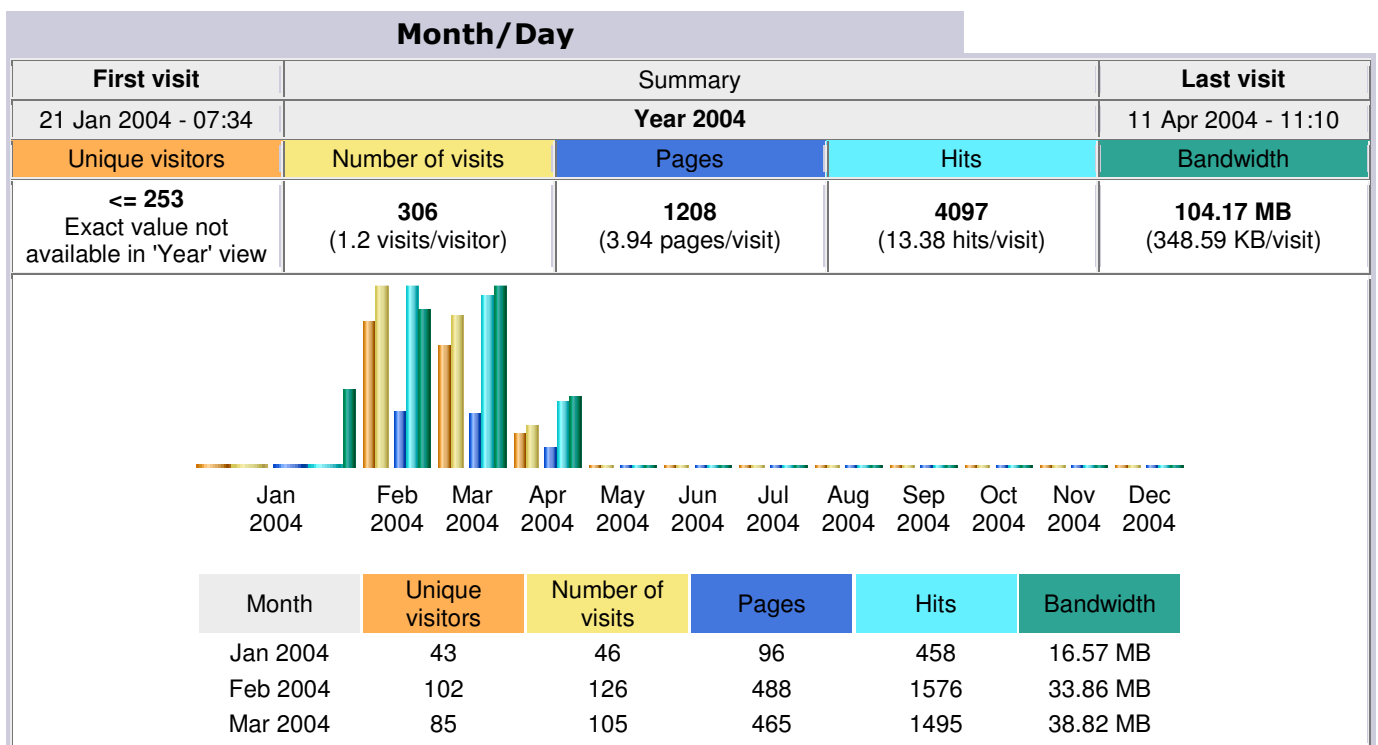 Month/Day
First visit Summary Last visit
21 Jan 2004 - 07:34 Year 2004 11 Apr 2004 - 11:10
Unique visitors Number of visits Pages Hits Bandwidth
<= 253
Exact value not
available in 'Year' view
306
(1.2 visits/visitor)
1208
(3.94 pages/visit)
4097
(13.38 hits/visit)
104.17 MB
(348.59 KB/visit)
Jan Feb Mar Apr May Jun Jul Aug Sep Oct Nov Dec
2004 2004 2004 2004 2004 2004 2004 2004 2004 2004 2004 2004
Month Unique visitors Number of visits Pages Hits Bandwidth
Jan 2004 43 46 96 458 16.57 MB
Feb 2004 102 126 488 1576 33.86 MB
Mar 2004 85 105 465 1495 38.82 MB